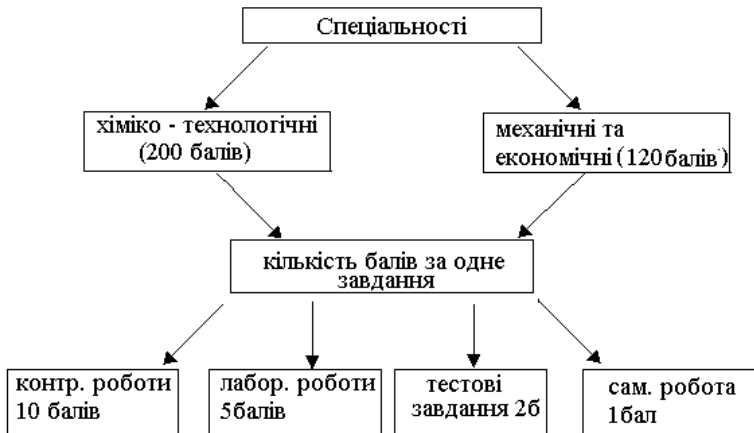 Спеціальності
хіміко - технологічні
(200 балів)
механічні та
економічні (120балів)
кількість балів за одне
завдання
контр. роботи
10 балів
лабор. роботи
5балів
тестові
завдання 2б
сам. робота
1бал